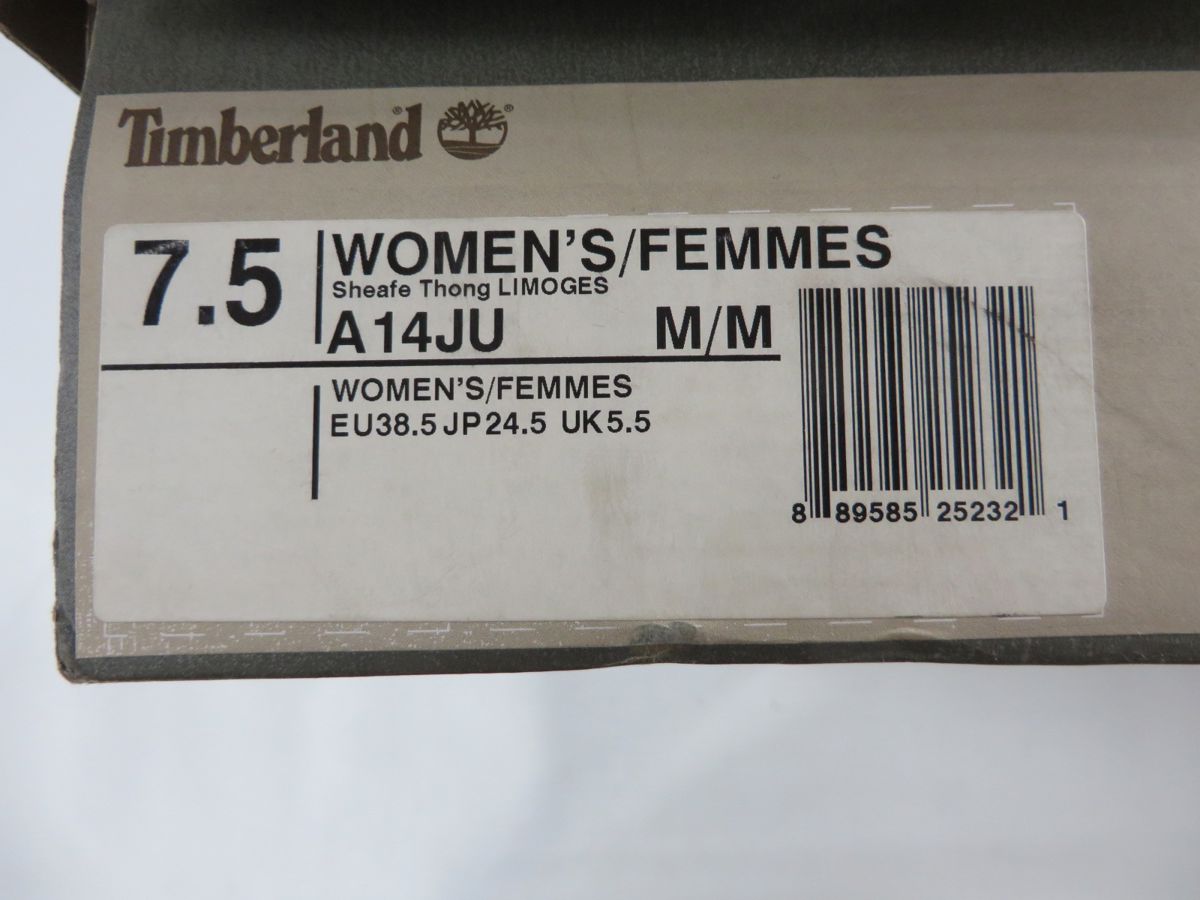 Timberland® ®
7.5
WOMEN'S/FEMMES
Sheafe Thong LIMOGES
A14JU M/M
WOMEN'S/FEMMES
EU38.5 JP24.5 UK5.5
8 89585 25232 1